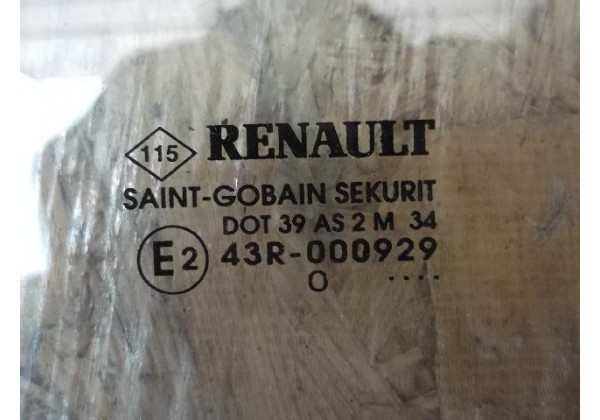 115 RENAULT
SAINT-GOBAIN SEKURIT
DOT 39 AS 2 M 34
E2 43R-000929
O ....